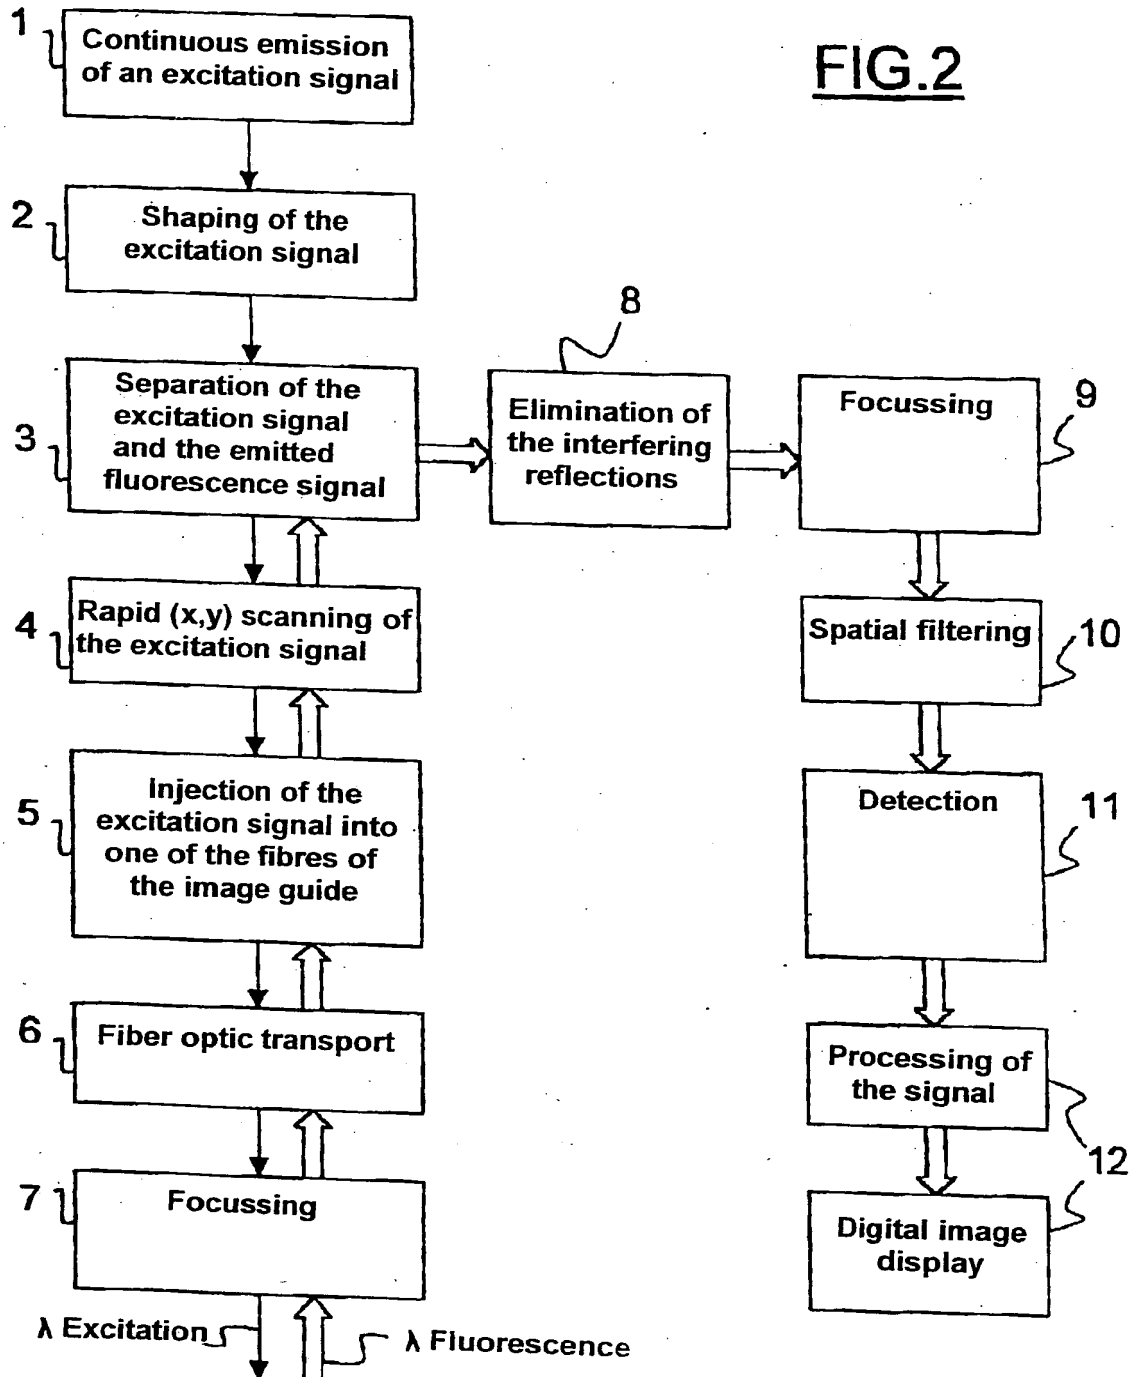 FIG.2
1
Continuous emission
of an excitation signal
2
Shaping of the
excitation signal
3
Separation of the
excitation signal
and the emitted
fluorescence signal
8
Elimination of
the interfering
reflections
9
Focussing
4
Rapid (x,y) scanning of
the excitation signal
10
Spatial filtering
5
Injection of the
excitation signal into
one of the fibres of
the image guide
11
Detection
6
Fiber optic transport
Processing of
the signal
12
7
Focussing
Digital image
display
λ Excitation
λ Fluorescence